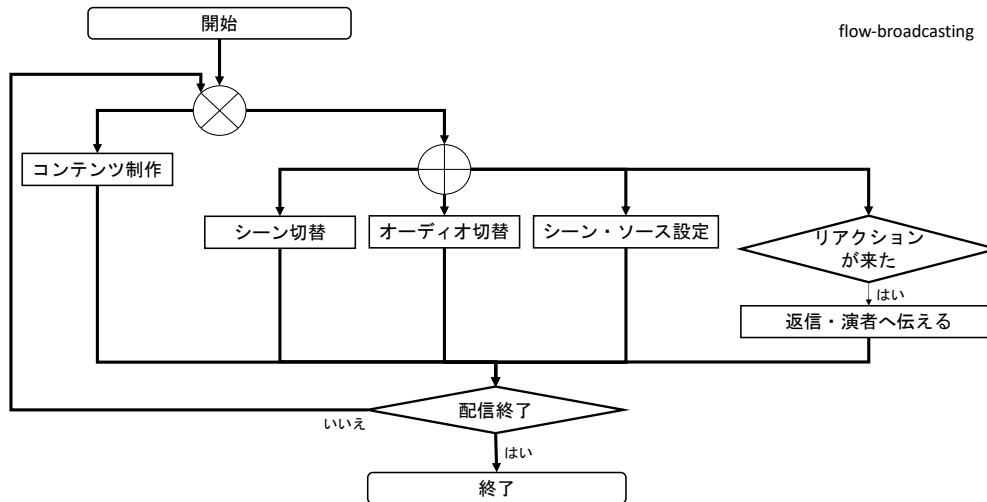 開始
flow-broadcasting
コンテンツ制作
シーン切替
オーディオ切替
シーン・ソース設定
リアクション
が来た
はい
返信・演者へ伝える
配信終了
いいえ
はい
終了